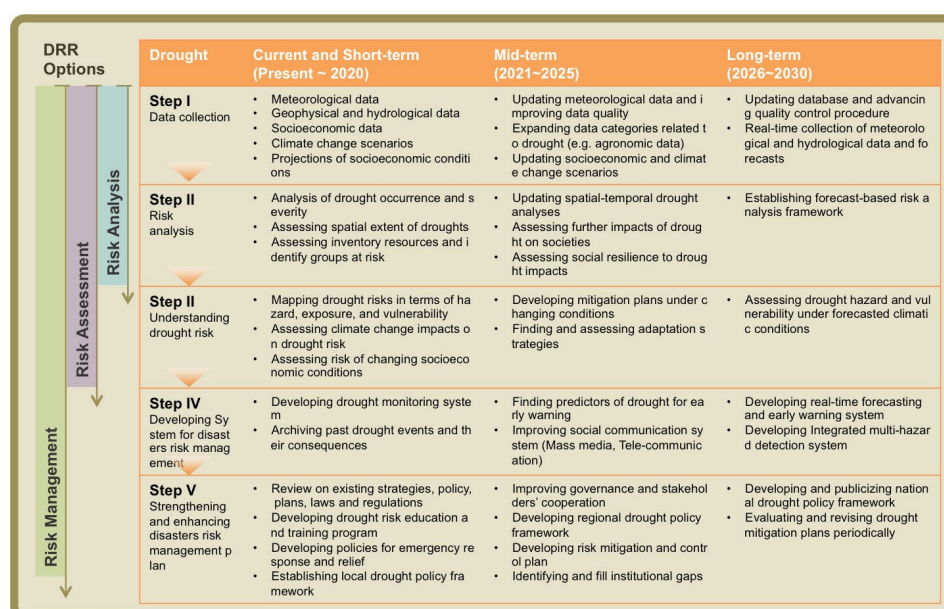 DRR
Options
Risk Management
Risk Assessment
Risk Analysis
Drought
Current and Short-term
(Present ~ 2020)
Mid-term
(2021~2025)
Long-term
(2026~2030)
Step I
Data collection
• Meteorological data
• Geophysical and hydrological data
• Socioeconomic data
• Climate change scenarios
• Projections of socioeconomic conditi
ons
• Updating meteorological data and i
mproving data quality
• Expanding data categories related t
o drought (e.g. agronomic data)
• Updating socioeconomic and climat
e change scenarios
• Updating database and advancin
g quality control procedure
• Real-time collection of meteorolo
gical and hydrological data and fo
recasts
Step II
Risk
analysis
• Analysis of drought occurrence and s
everity
• Assessing spatial extent of droughts
• Assessing inventory resources and i
dentify groups at risk
• Updating spatial-temporal drought
analyses
• Assessing further impacts of droug
ht on societies
• Assessing social resilience to droug
ht impacts
• Establishing forecast-based risk a
nalysis framework
Step II
Understanding
drought risk
• Mapping drought risks in terms of ha
zard, exposure, and vulnerability
• Assessing climate change impacts o
n drought risk
• Assessing risk of changing socioeco
nomic conditions
• Developing mitigation plans under c
hanging conditions
• Finding and assessing adaptation s
trategies
• Assessing drought hazard and vul
nerability under forecasted climati
c conditions
Step IV
Developing Sy
stem for disast
ers risk manag
ement
• Developing drought monitoring syste
m
• Archiving past drought events and th
eir consequences
• Finding predictors of drought for ea
rly warning
• Improving social communication sy
stem (Mass media, Tele-communic
ation)
• Developing real-time forecasting
and early warning system
• Developing Integrated multi-hazar
d detection system
Step V
Strengthening
and enhancing
disasters risk
management p
lan
• Review on existing strategies, policy,
plans, laws and regulations
• Developing drought risk education a
nd training program
• Developing policies for emergency re
sponse and relief
• Establishing local drought policy fra
mework
• Improving governance and stakehol
ders' cooperation
• Developing regional drought policy
framework
• Developing risk mitigation and contr
ol plan
• Identifying and fill institutional gaps
• Developing and publicizing nation
al drought policy framework
• Evaluating and revising drought
mitigation plans periodically